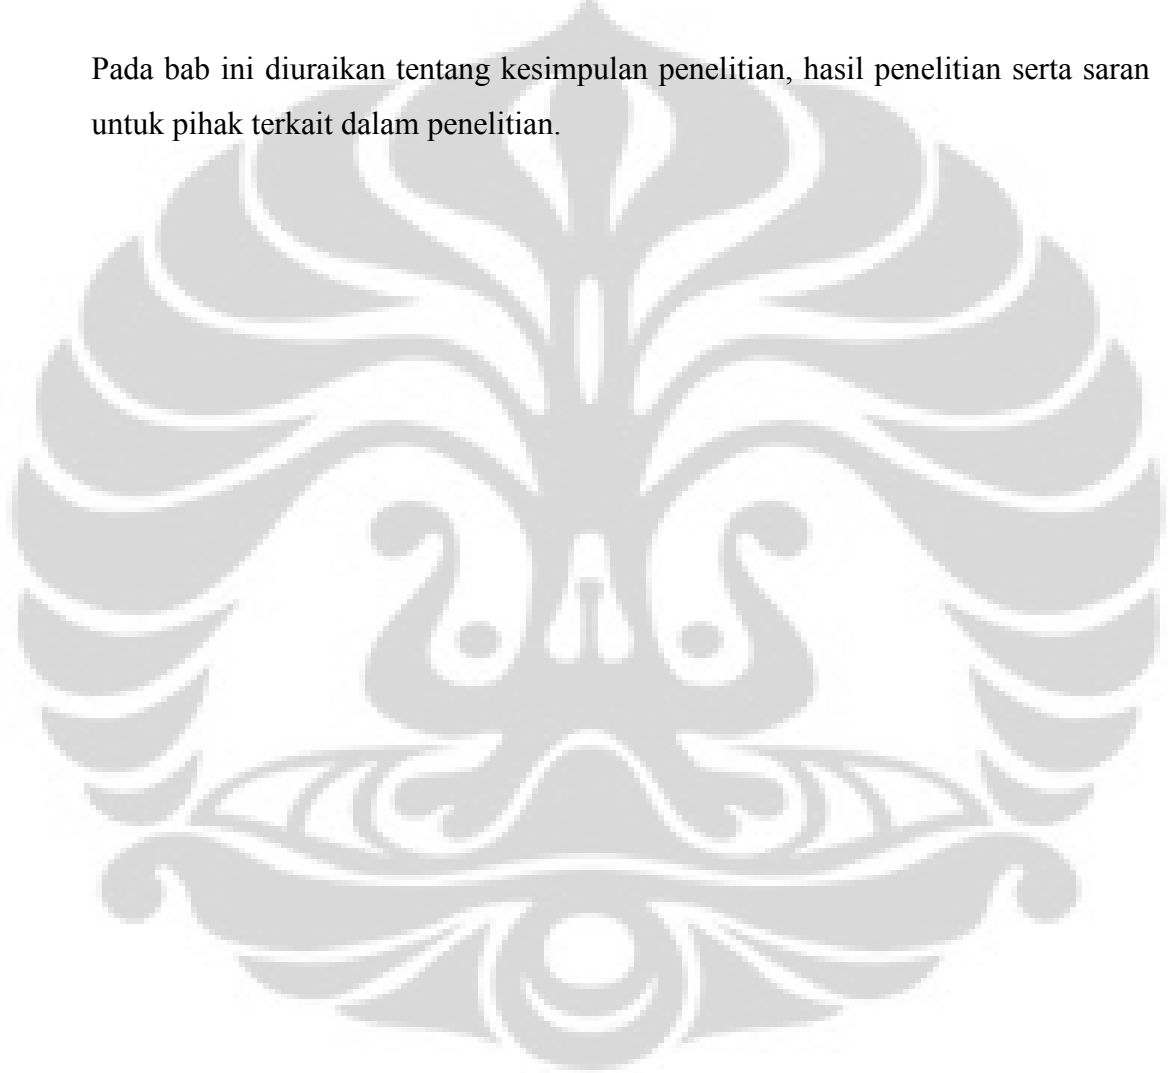 Pada bab ini diuraikan tentang kesimpulan penelitian, hasil penelitian serta saran
untuk pihak terkait dalam penelitian.